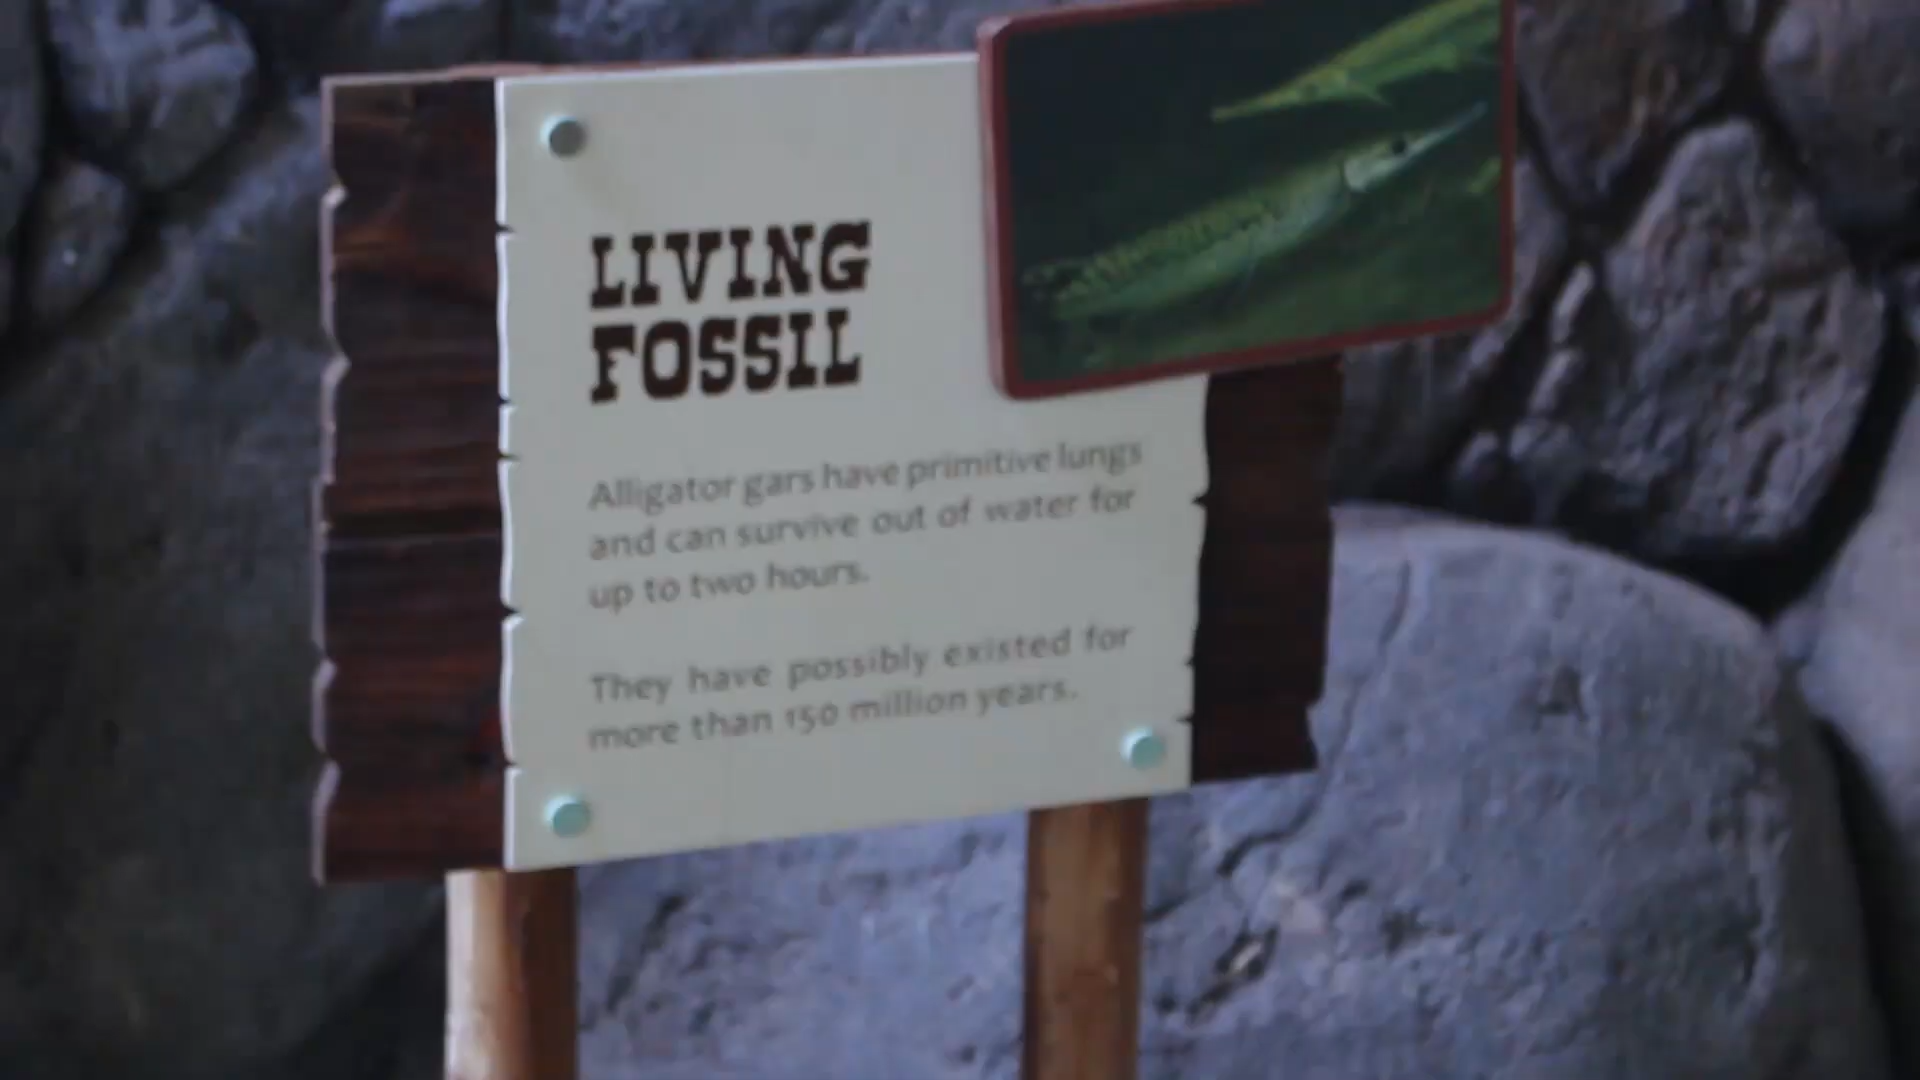 LIVING
FOSSIL
Alligator gars have primitive lungs
and can survive out of water for
up to two hours.
They have possibly existed for
more than 150 million years.